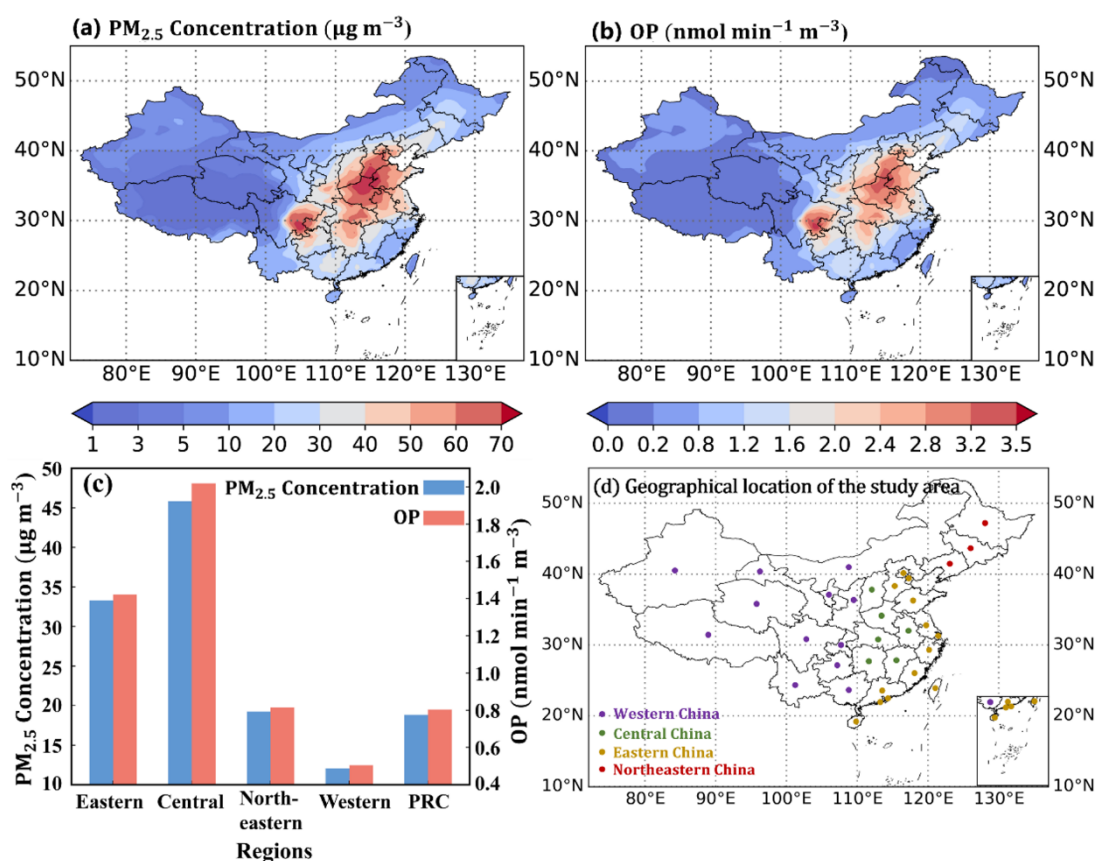 (a) PM₂.₅ Concentration (μg m⁻³)
50°N
40°N
30°N
20°N
10°N
80°E 90°E 100°E 110°E 120°E 130°E
1 3 5 10 20 30 40 50 60 70
(b) OP (nmol min⁻¹ m⁻³)
50°N
40°N
30°N
20°N
10°N
80°E 90°E 100°E 110°E 120°E 130°E
0.0 0.2 0.8 1.2 1.6 2.0 2.4 2.8 3.2 3.5
(c)
PM₂.₅ Concentration
OP
PM₂.₅ Concentration (μg m⁻³)
50
45
40
35
30
25
20
15
10
OP (nmol min⁻¹ m⁻³)
2.0
1.8
1.6
1.4
1.2
1.0
0.8
0.6
0.4
Eastern Central North-eastern Western PRC
Regions
(d) Geographical location of the study area
50°N
40°N
30°N
20°N
10°N
50°N
40°N
30°N
20°N
10°N
Western China
Central China
Eastern China
Northeastern China
80°E 90°E 100°E 110°E 120°E 130°E